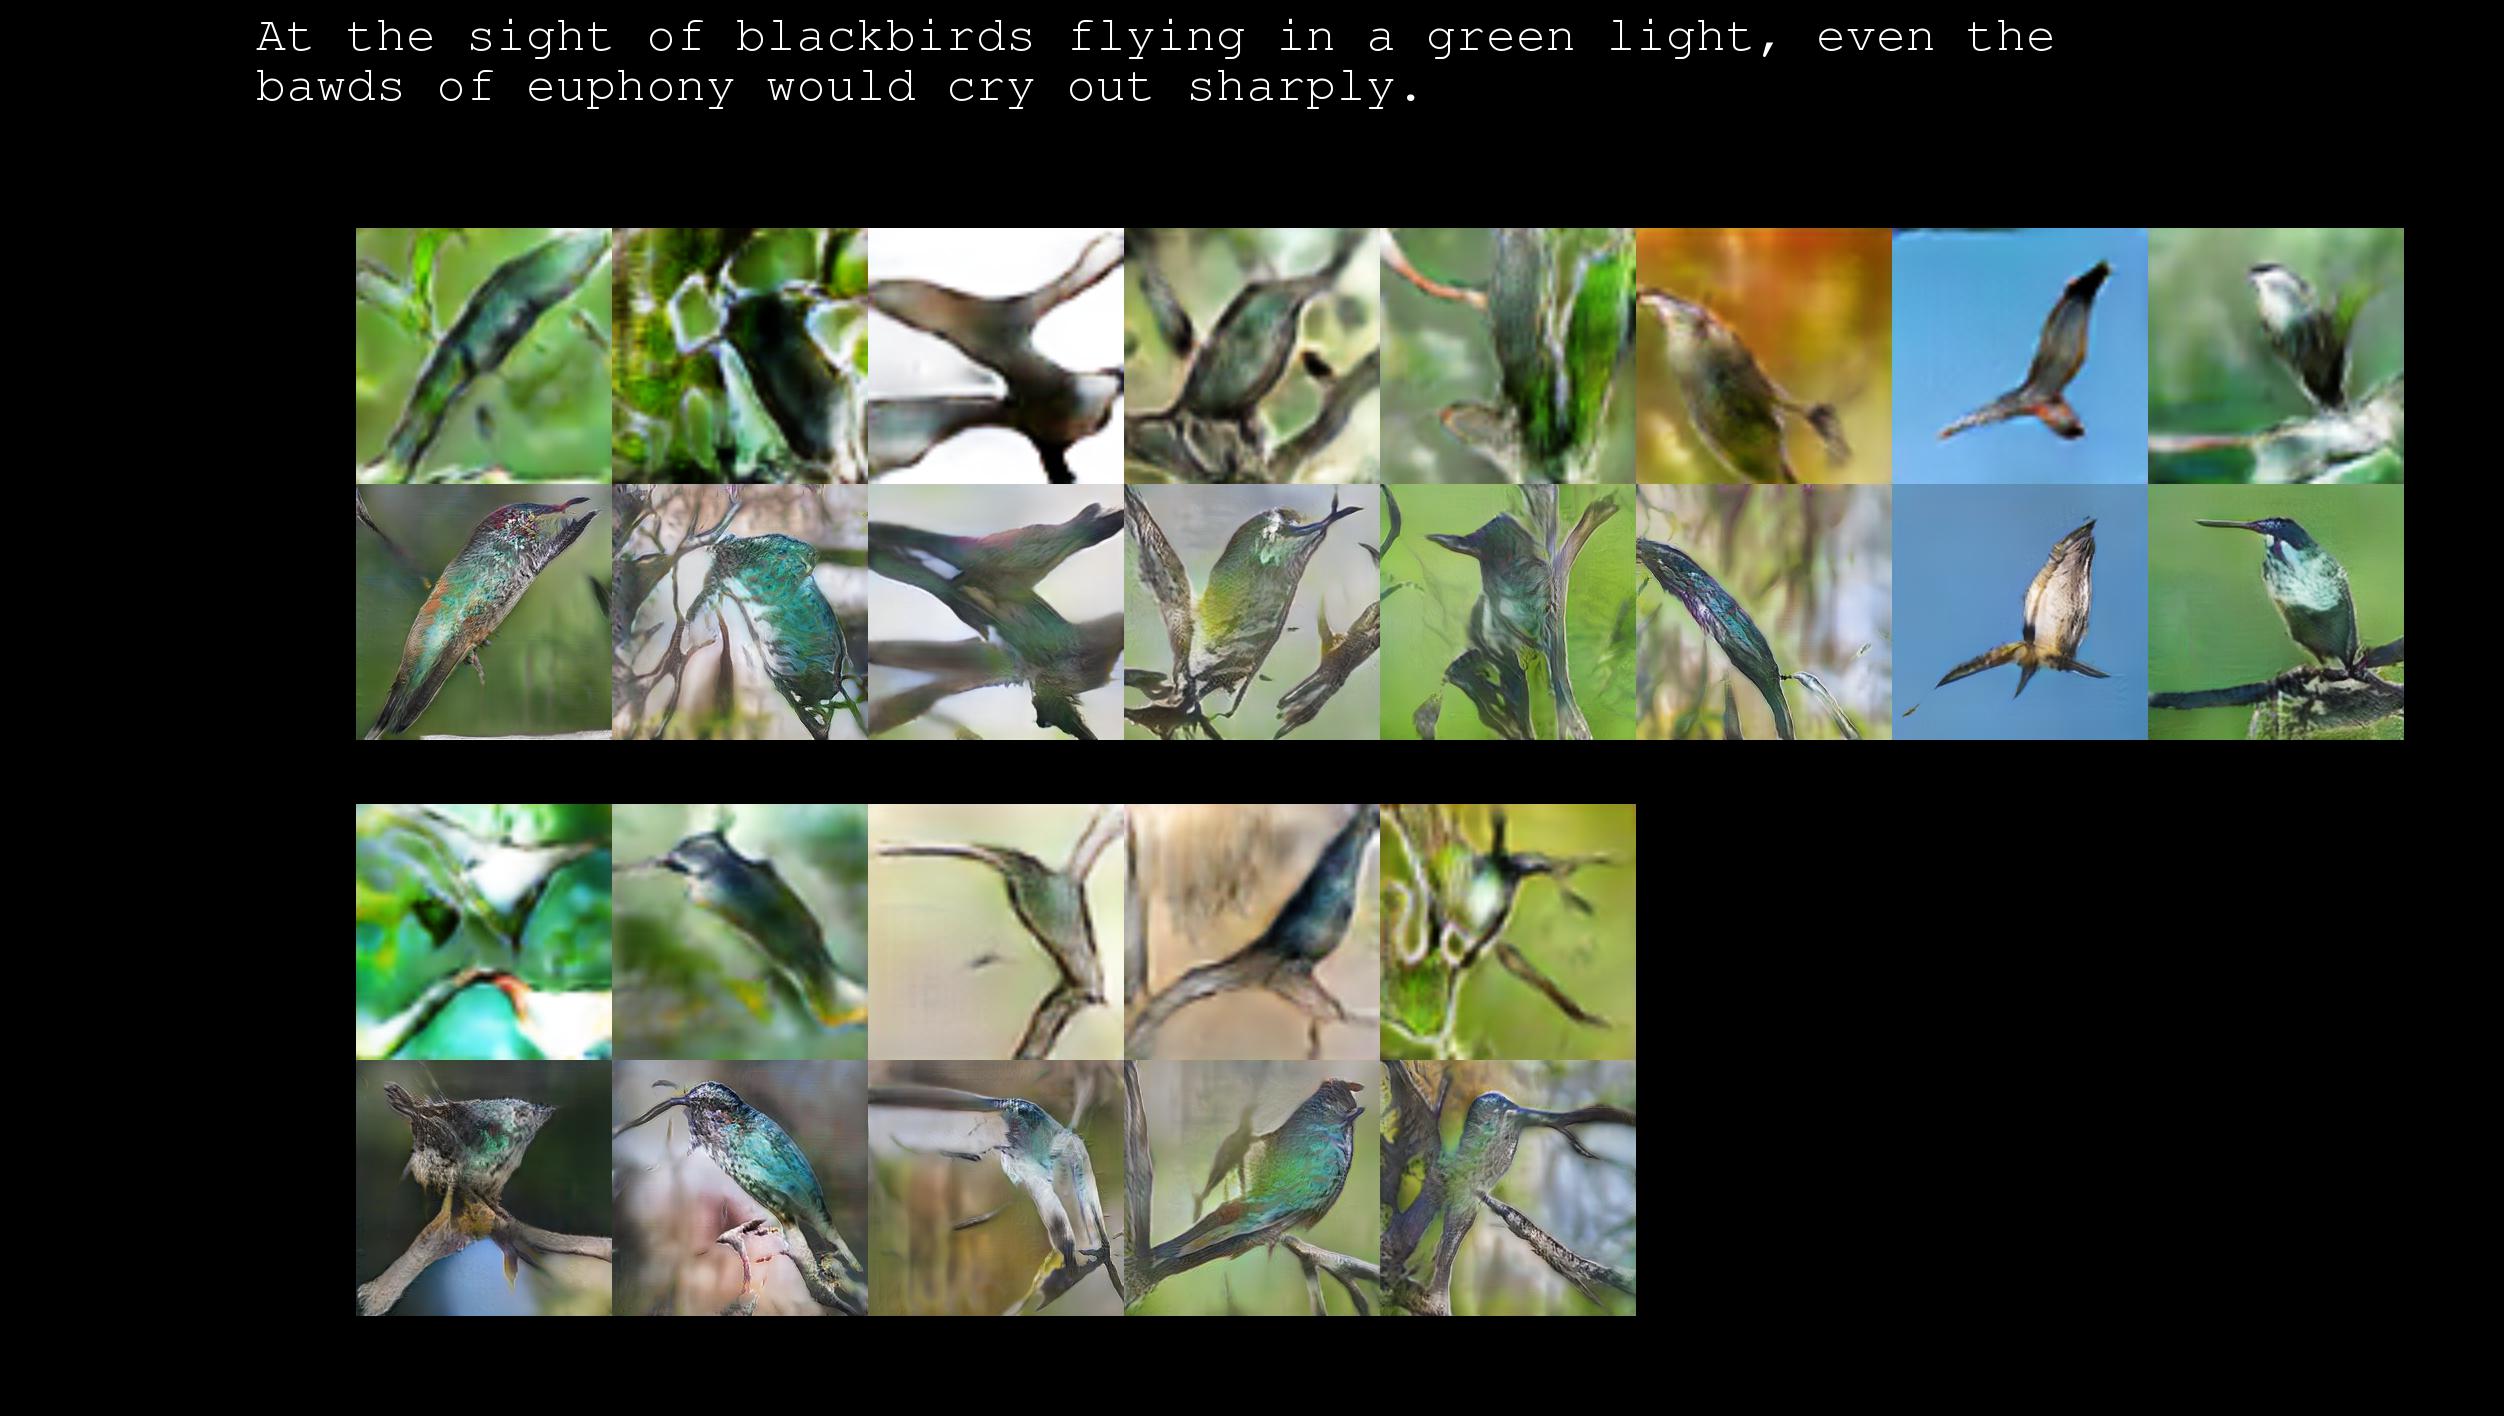 At the sight of blackbirds flying in a green light, even the
bawds of euphony would cry out sharply.